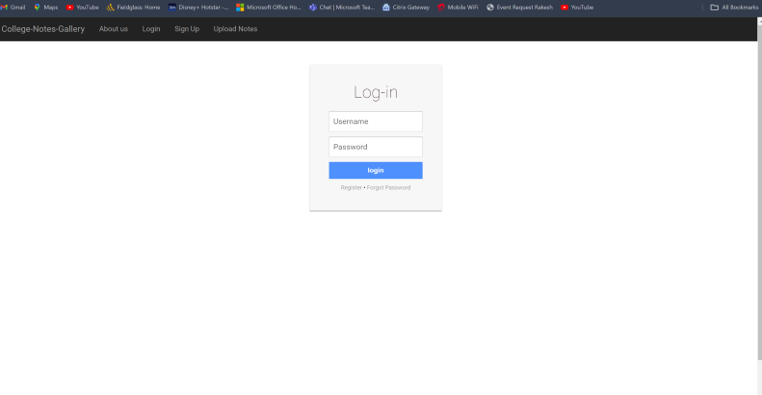 Gmail Maps YouTube Fieldglass: Home Disney+ Hotstar -... Microsoft Office Ho... Chat | Microsoft Tea... Citrix Gateway Mobile WiFi Event Request Rakesh YouTube All Bookmarks
College-Notes-Gallery About us Login Sign Up Upload Notes
Log-in
Username
Password
login
Register • Forgot Password